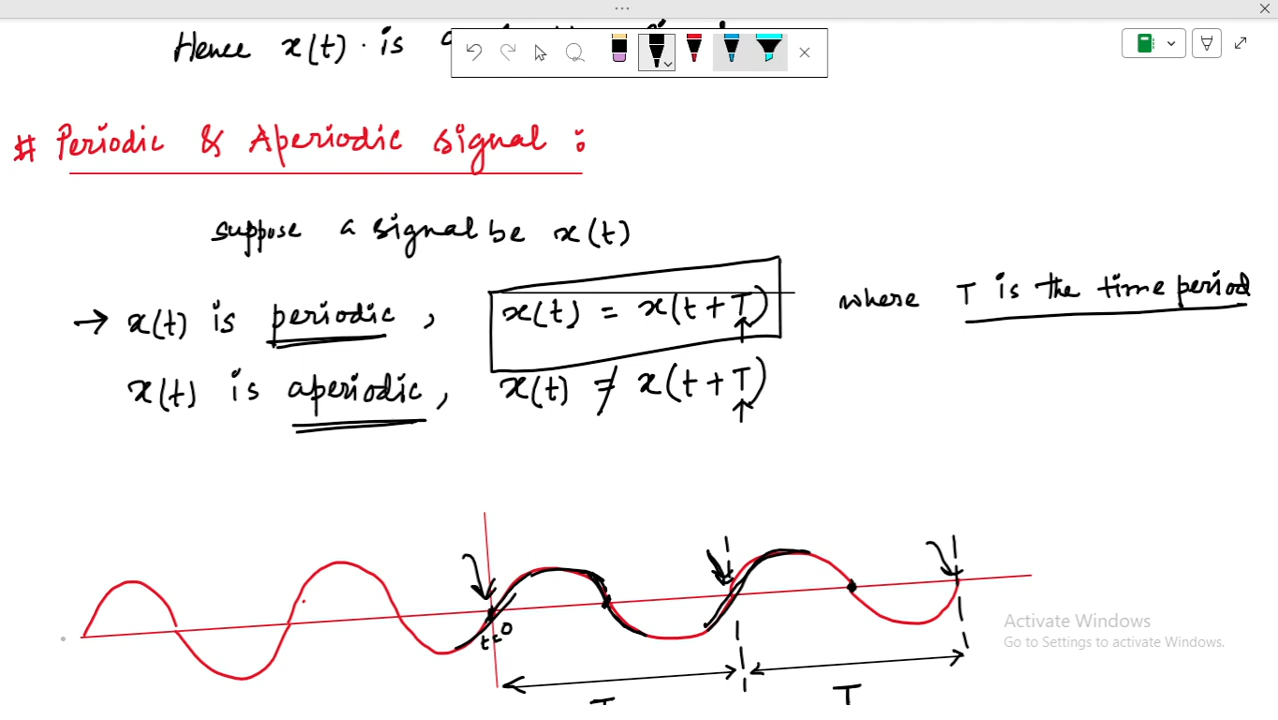 Hence x(t) . is
# Periodic & Aperiodic signal :
suppose a signal be x(t)
→ x(t) is periodic , x(t) = x(t + T) where T is the time period
x(t) is aperiodic , x(t) ≠ x(t + T)
t=0
Activate Windows
Go to Settings to activate Windows.
T T